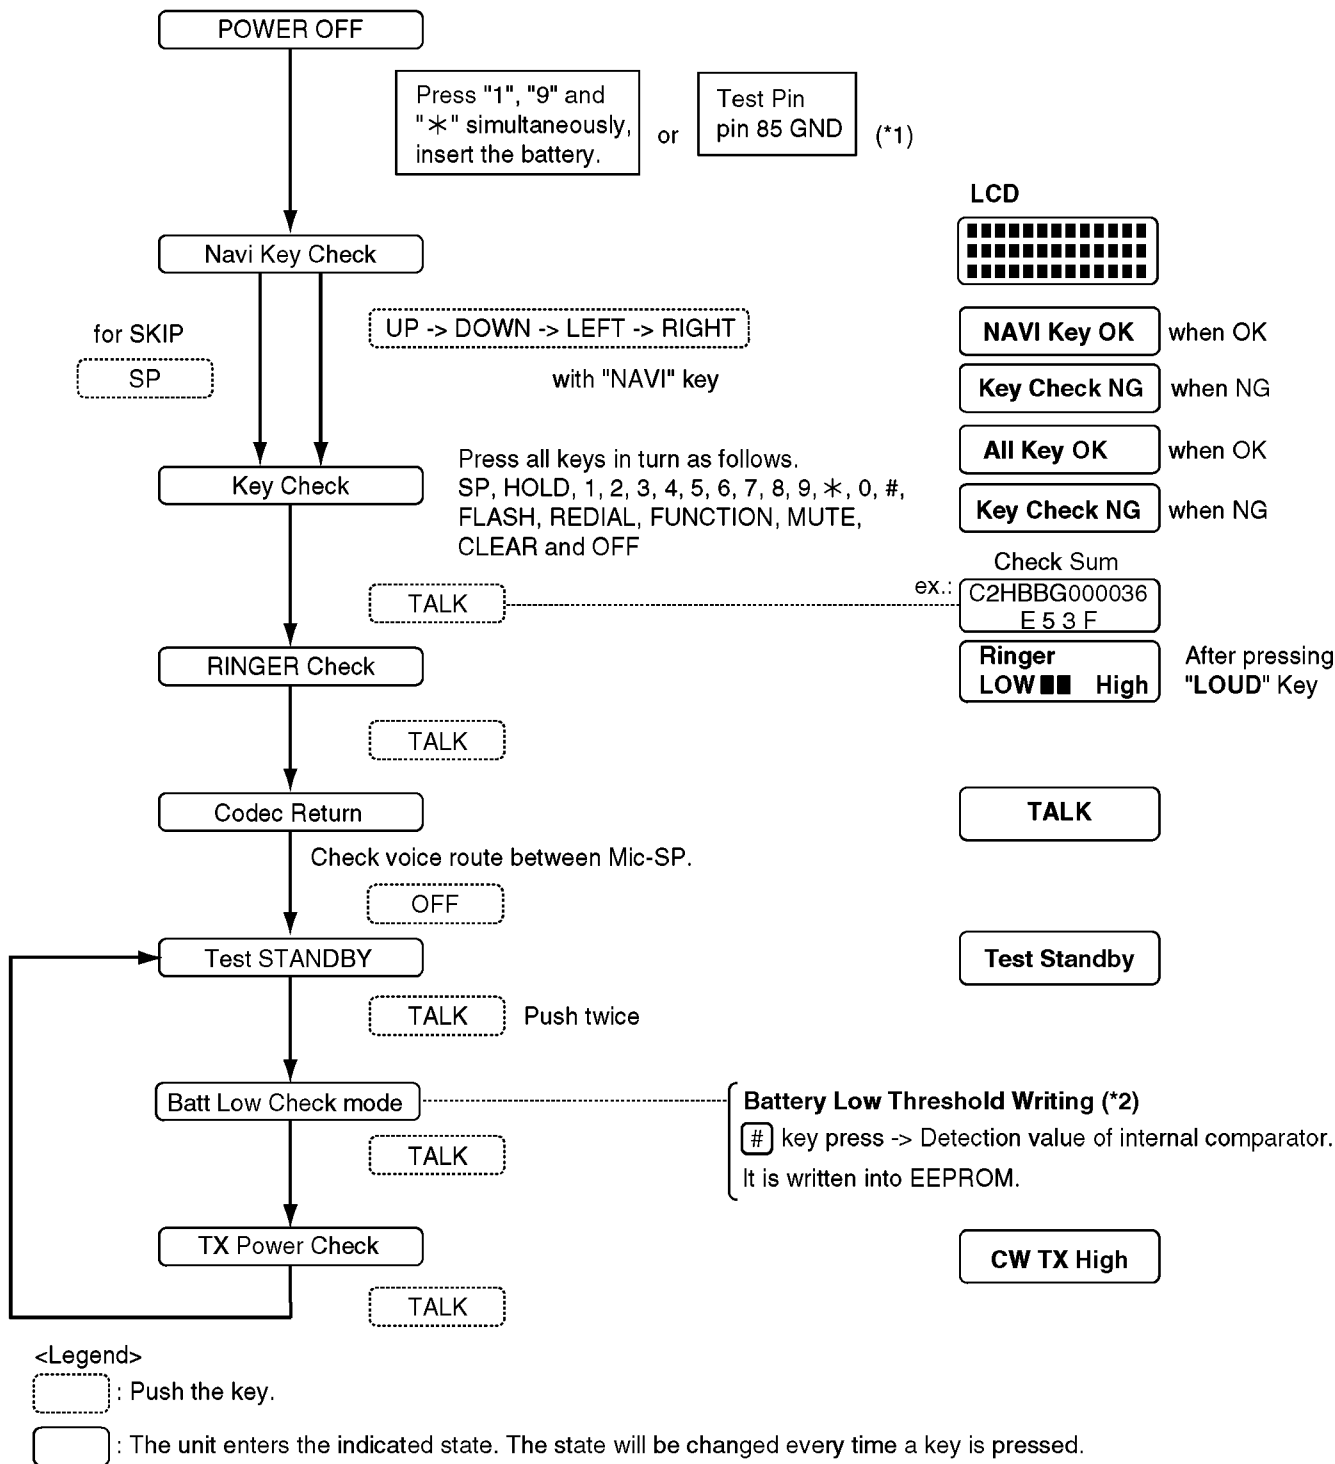 POWER OFF
Press "1", "9" and
"＊" simultaneously,
insert the battery.
or
Test Pin
pin 85 GND
(*1)
LCD
Navi Key Check
for SKIP
SP
UP -> DOWN -> LEFT -> RIGHT
with "NAVI" key
NAVI Key OK when OK
Key Check NG when NG
All Key OK when OK
Key Check NG when NG
Key Check
Press all keys in turn as follows.
SP, HOLD, 1, 2, 3, 4, 5, 6, 7, 8, 9, ＊, 0, #,
FLASH, REDIAL, FUNCTION, MUTE,
CLEAR and OFF
TALK
Check Sum
ex.:
C2HBBG000036
E 5 3 F
RINGER Check
Ringer
LOW■■ High
After pressing
"LOUD" Key
TALK
Codec Return
TALK
Check voice route between Mic-SP.
OFF
Test STANDBY
Test Standby
TALK Push twice
Batt Low Check mode
Battery Low Threshold Writing (*2)
# key press -> Detection value of internal comparator.
It is written into EEPROM.
TALK
TX Power Check
CW TX High
TALK
<Legend>
: Push the key.
: The unit enters the indicated state. The state will be changed every time a key is pressed.